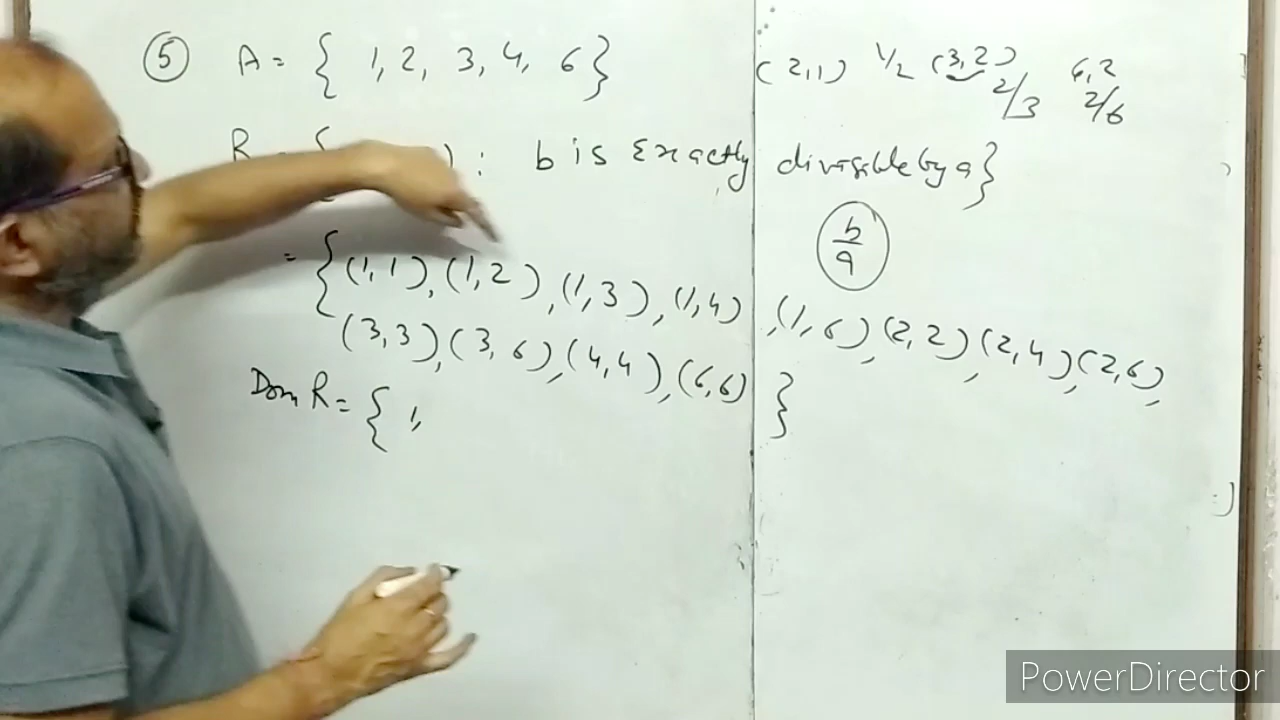 ⑤ A = { 1, 2, 3, 4, 6}
(2,1) 1/2 (3,2) 2/3 6,2 2/6
R = { ) : b is Exactly divisible by a}
b/a
= { (1,1), (1,2), (1,3), (1,4), (1,6), (2,2), (2,4), (2,6),
(3,3), (3,6), (4,4), (6,6) }
Dom R = { 1,
PowerDirector